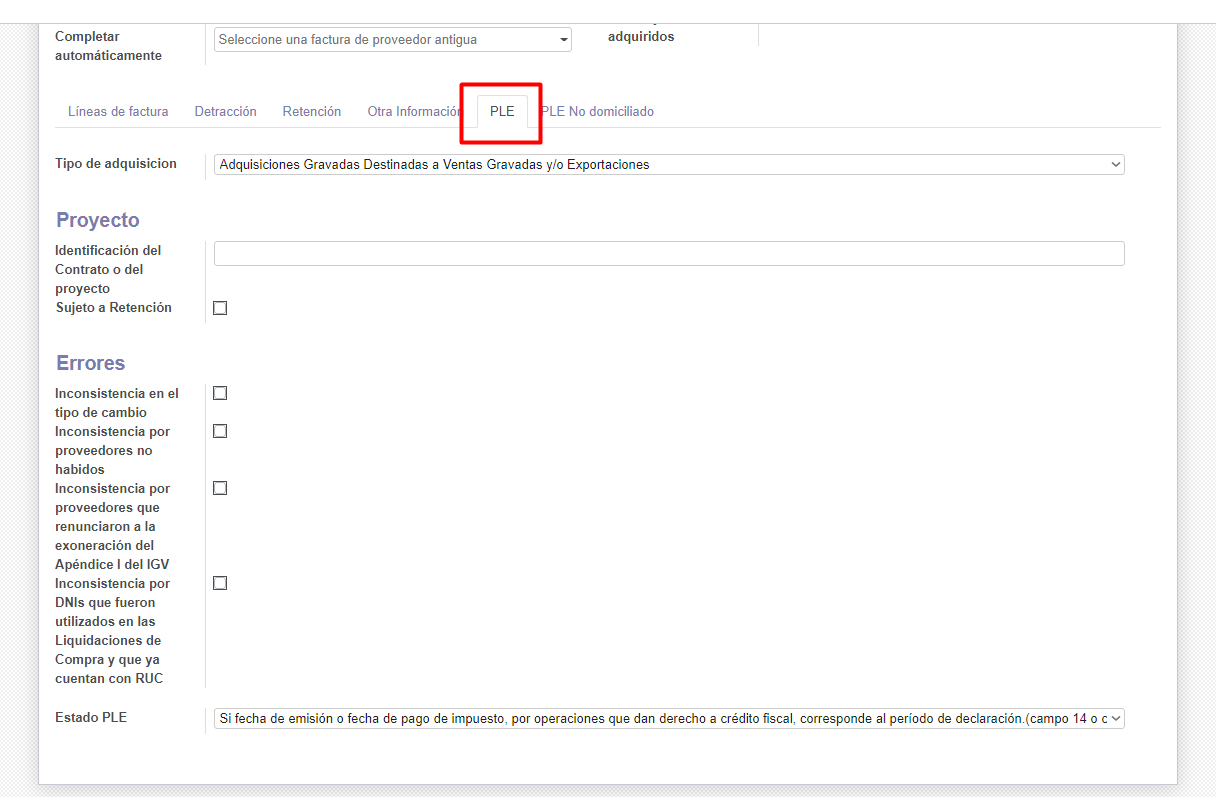 Completar
automáticamente
Seleccione una factura de proveedor antigua
adquiridos
Líneas de factura Detracción Retención Otra Información PLE PLE No domiciliado
Tipo de adquisicion
Adquisiciones Gravadas Destinadas a Ventas Gravadas y/o Exportaciones
Proyecto
Identificación del
Contrato o del
proyecto
Sujeto a Retención
Errores
Inconsistencia en el
tipo de cambio
Inconsistencia por
proveedores no
habidos
Inconsistencia por
proveedores que
renunciaron a la
exoneración del
Apéndice I del IGV
Inconsistencia por
DNIs que fueron
utilizados en las
Liquidaciones de
Compra y que ya
cuentan con RUC
Estado PLE
Si fecha de emisión o fecha de pago de impuesto, por operaciones que dan derecho a crédito fiscal, corresponde al período de declaración.(campo 14 o c